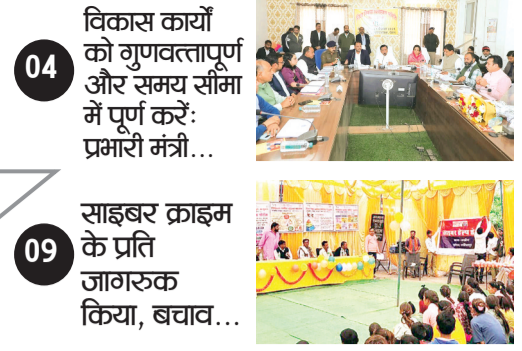 04
विकास कार्यों
को गुणवत्तापूर्ण
और समय सीमा
में पूर्ण करेंः
प्रभारी मंत्री...
09
साइबर क्राइम
के प्रति
जागरुक
किया, बचाव...